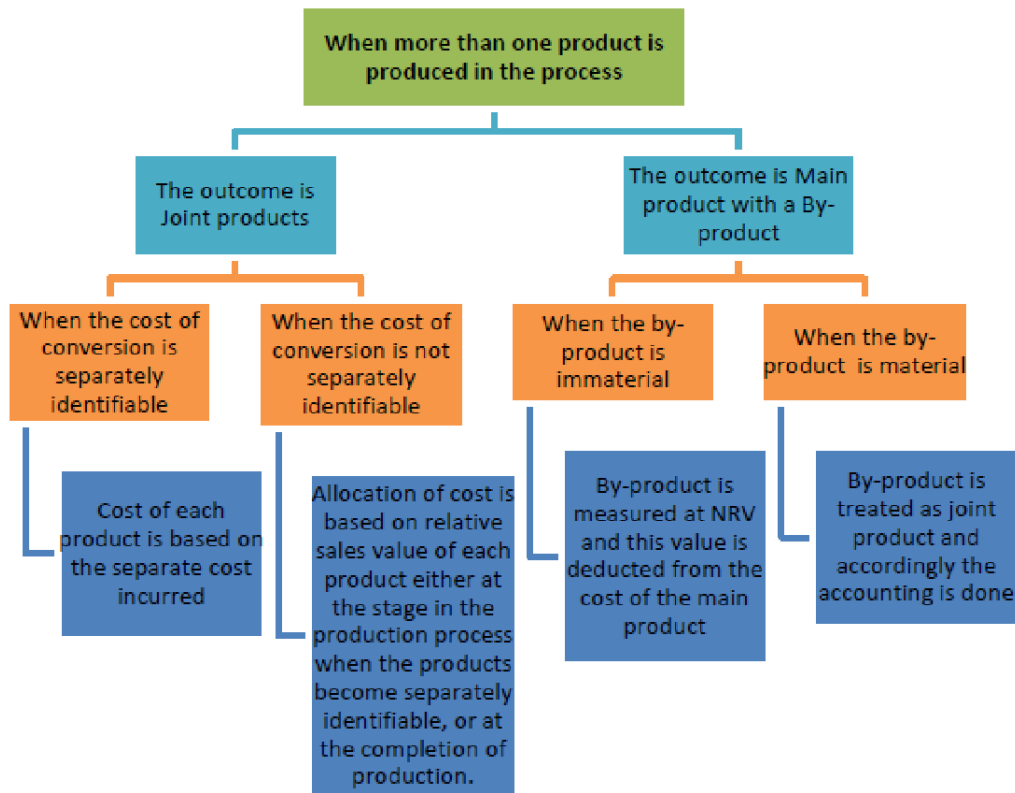 When more than one product is
produced in the process
The outcome is
Joint products
The outcome is Main
product with a By-
product
When the cost of
conversion is
separately
identifiable
When the cost of
conversion is not
separately
identifiable
When the by-
product is
immaterial
When the by-
product is material
Cost of each
product is based on
the separate cost
incurred
Allocation of cost is
based on relative
sales value of each
product either at
the stage in the
production process
when the products
become separately
identifiable, or at
the completion of
production.
By-product is
measured at NRV
and this value is
deducted from the
cost of the main
product
By-product is
treated as joint
product and
accordingly the
accounting is done